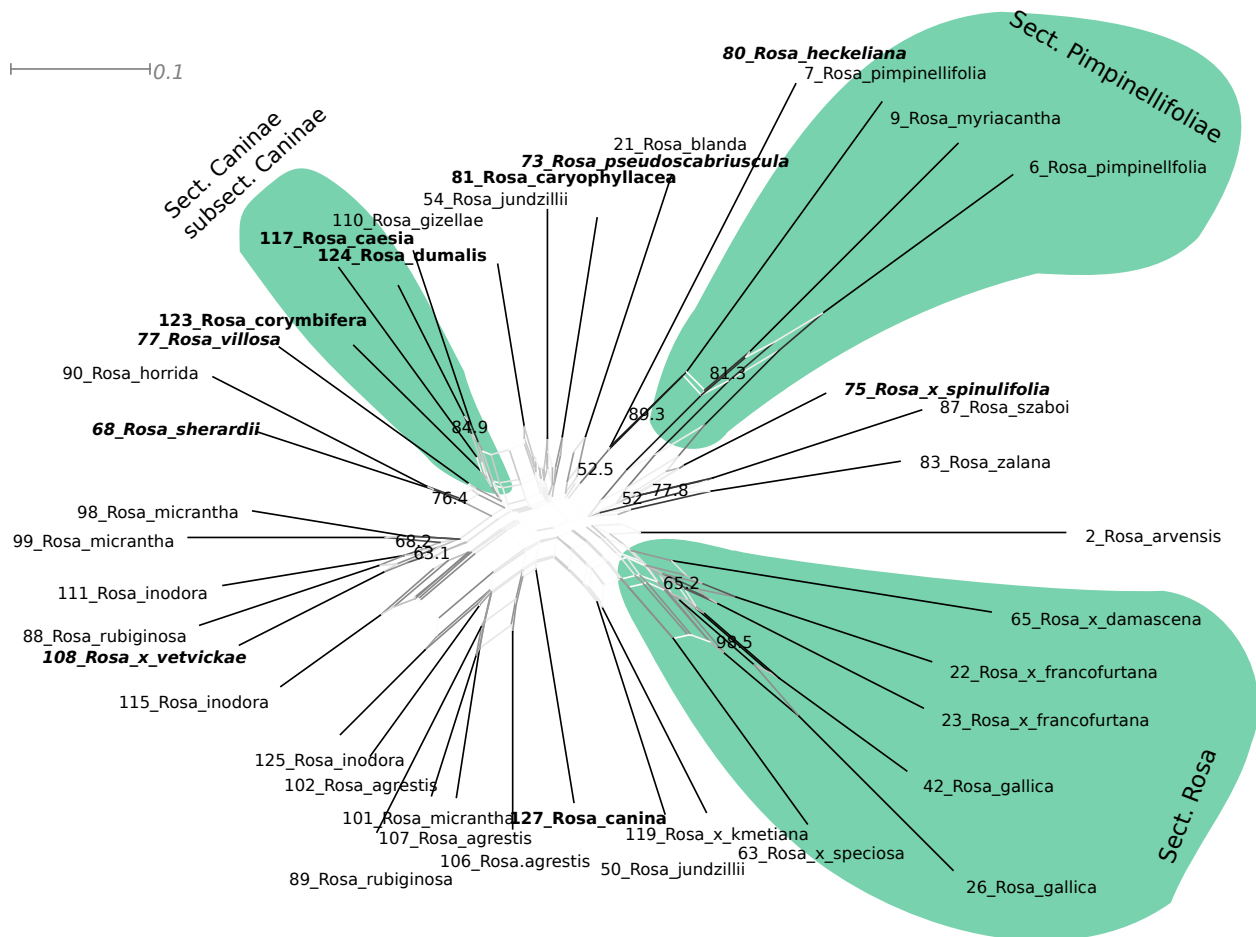 Sect. Pimpinellifoliae
80_Rosa_heckeliana
0.1
7_Rosa_pimpinellifolia
9_Rosa_myriacantha
Sect. Caninae
subsect. Caninae
21_Rosa_blanda
73_Rosa_pseudoscabriuscula
6_Rosa_pimpinellfolia
81_Rosa_caryophyllacea
54_Rosa_jundzillii
110_Rosa_gizellae
117_Rosa_caesia
124_Rosa_dumalis
123_Rosa_corymbifera
77_Rosa_villosa
90_Rosa_horrida
81.3
75_Rosa_x_spinulifolia
87_Rosa_szaboi
89.3
84.9
68_Rosa_sherardii
83_Rosa_zalana
52.5
77.8
76.4
52
98_Rosa_micrantha
2_Rosa_arvensis
99_Rosa_micrantha
68.2
63.1
65.2
111_Rosa_inodora
65_Rosa_x_damascena
88_Rosa_rubiginosa
98.5
108_Rosa_x_vetvickae
22_Rosa_x_francofurtana
115_Rosa_inodora
23_Rosa_x_francofurtana
125_Rosa_inodora
102_Rosa_agrestis
42_Rosa_gallica
Sect. Rosa
101_Rosa_micrantha
127_Rosa_canina
119_Rosa_x_kmetiana
107_Rosa_agrestis
63_Rosa_x_speciosa
106_Rosa.agrestis
50_Rosa_jundzillii
89_Rosa_rubiginosa
26_Rosa_gallica